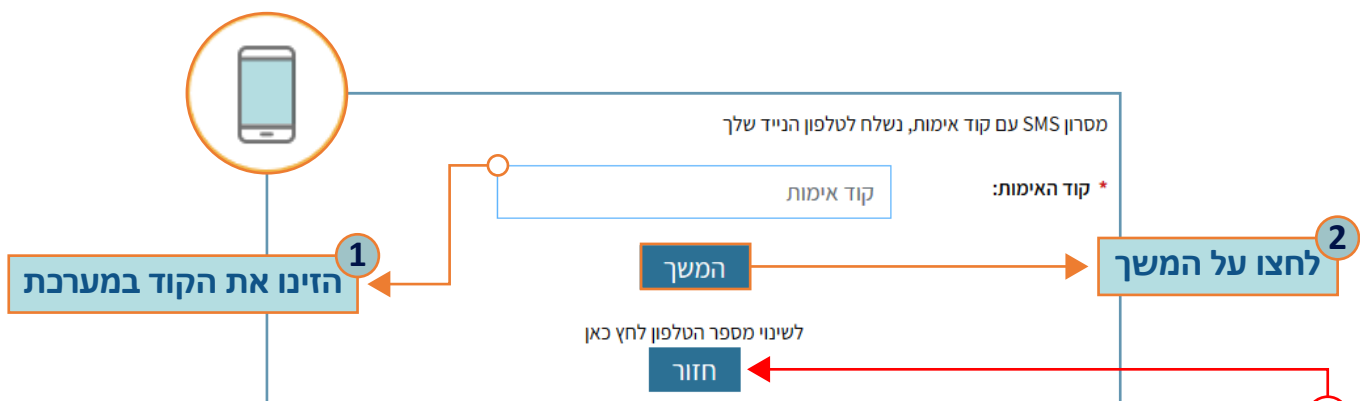 מסרון SMS עם קוד אימות, נשלח לטלפון הנייד שלך
* קוד האימות:
קוד אימות
2
לחצו על המשך
המשך
1
הזינו את הקוד במערכת
לשינוי מספר הטלפון לחץ כאן
חזור